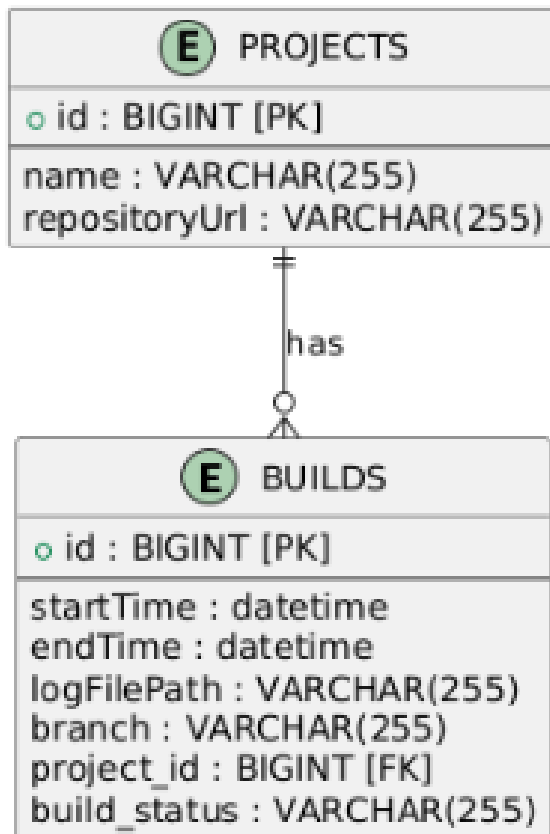 E PROJECTS
id : BIGINT [PK]
name : VARCHAR(255)
repositoryUrl : VARCHAR(255)
has
E BUILDS
id : BIGINT [PK]
startTime : datetime
endTime : datetime
logFilePath : VARCHAR(255)
branch : VARCHAR(255)
project_id : BIGINT [FK]
build_status : VARCHAR(255)